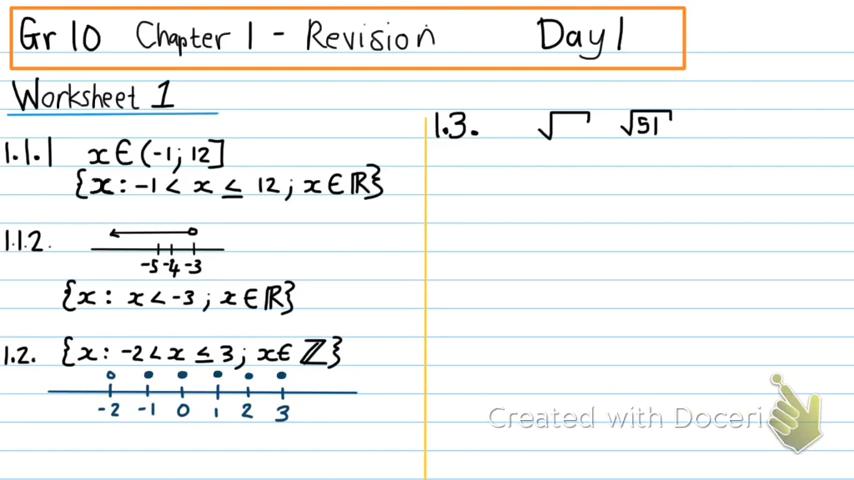 Gr 10 Chapter 1 - Revision Day 1
Worksheet 1
1.1.1 x ∈ (-1; 12]
{x : -1 < x ≤ 12 ; x ∈ ℝ}
1.1.2.
-5 -4 -3
{x : x < -3 ; x ∈ ℝ}
1.2. {x : -2 < x ≤ 3 ; x ∈ ℤ}
-2 -1 0 1 2 3
1.3. √ √51
Created with Doceri